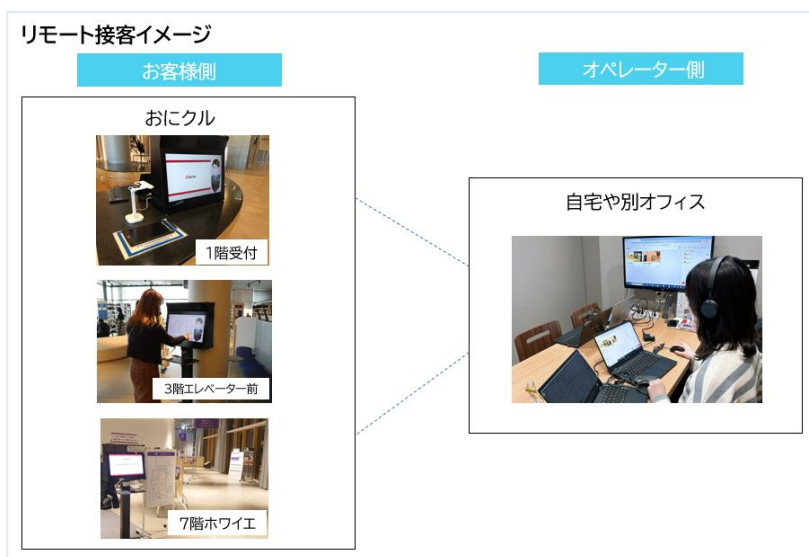 リモート接客イメージ
お客様側
オペレーター側
おにクル
1階受付
3階エレベーター前
7階ホワイエ
自宅や別オフィス